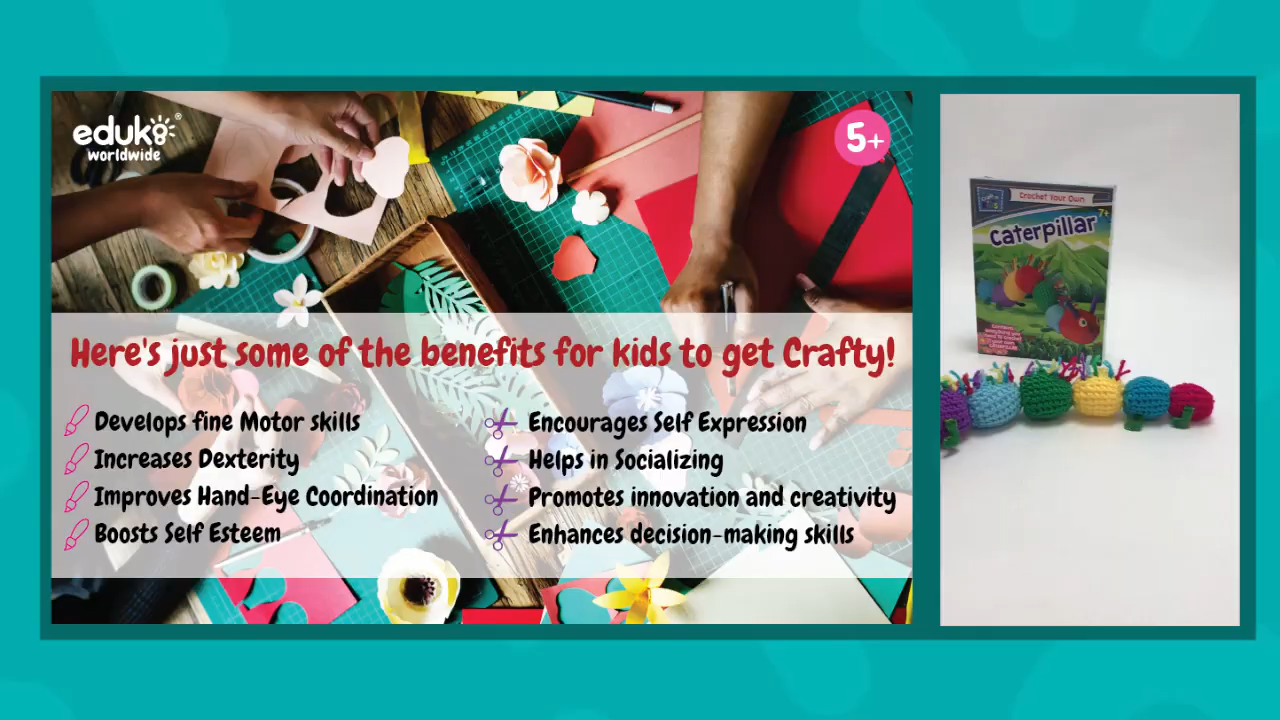 eduk8®
worldwide
5+
Here's just some of the benefits for kids to get Crafty!
Develops fine Motor skills
Increases Dexterity
Improves Hand-Eye Coordination
Boosts Self Esteem
Encourages Self Expression
Helps in Socializing
Promotes innovation and creativity
Enhances decision-making skills
Crochet Your Own
7+
Caterpillar